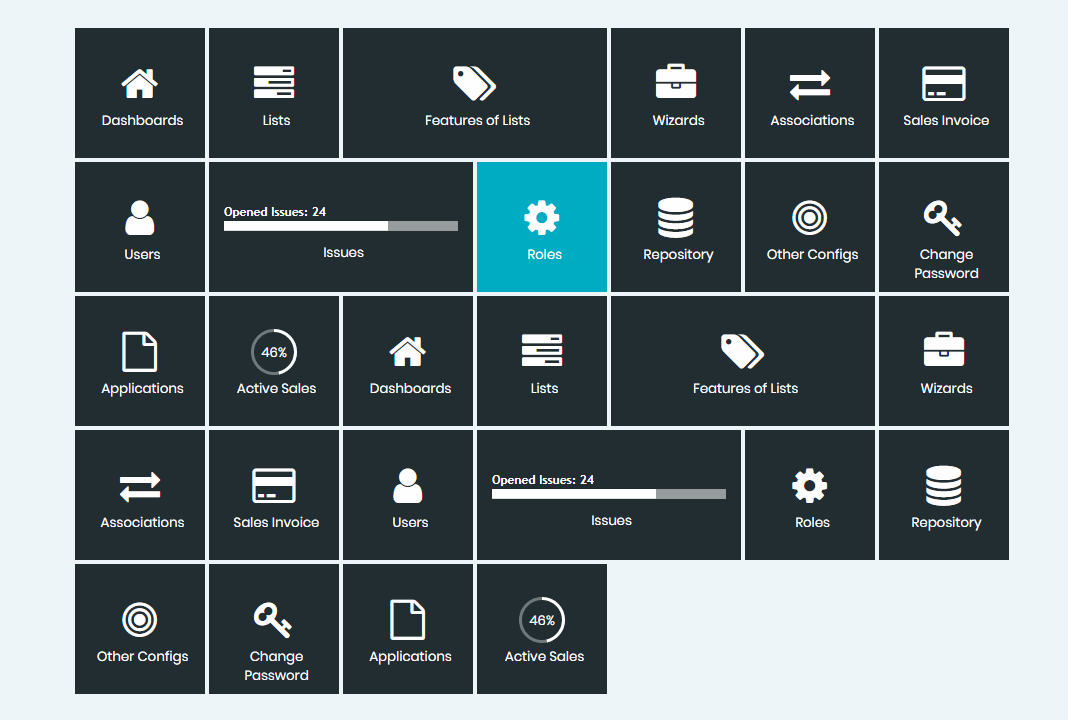 Dashboards
Lists
Features of Lists
Wizards
Associations
Sales Invoice
Users
Opened Issues: 24
Issues
Roles
Repository
Other Configs
Change
Password
Applications
46%
Active Sales
Dashboards
Lists
Features of Lists
Wizards
Associations
Sales Invoice
Users
Opened Issues: 24
Issues
Roles
Repository
Other Configs
Change
Password
Applications
46%
Active Sales